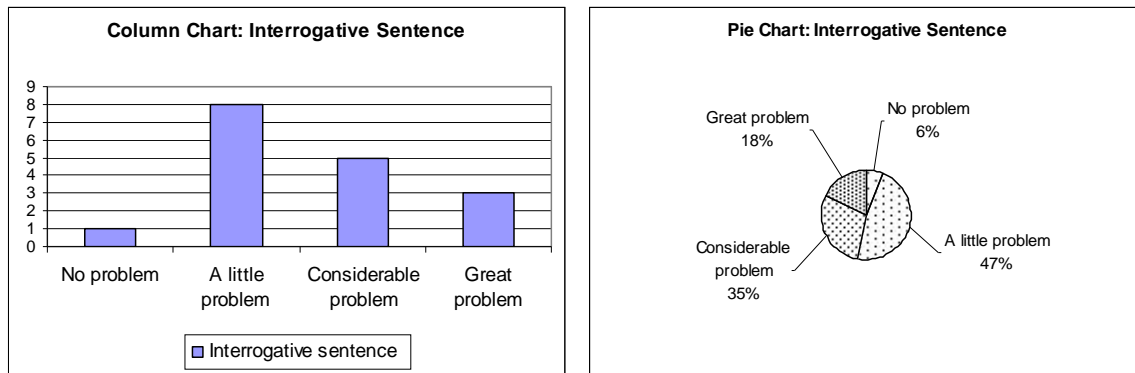 Column Chart: Interrogative Sentence
9
8
7
6
5
4
3
2
1
0
No problem
A little
problem
Considerable
problem
Great
problem
Interrogative sentence
Pie Chart: Interrogative Sentence
Great problem
18%
No problem
6%
Considerable
problem
35%
A little problem
47%